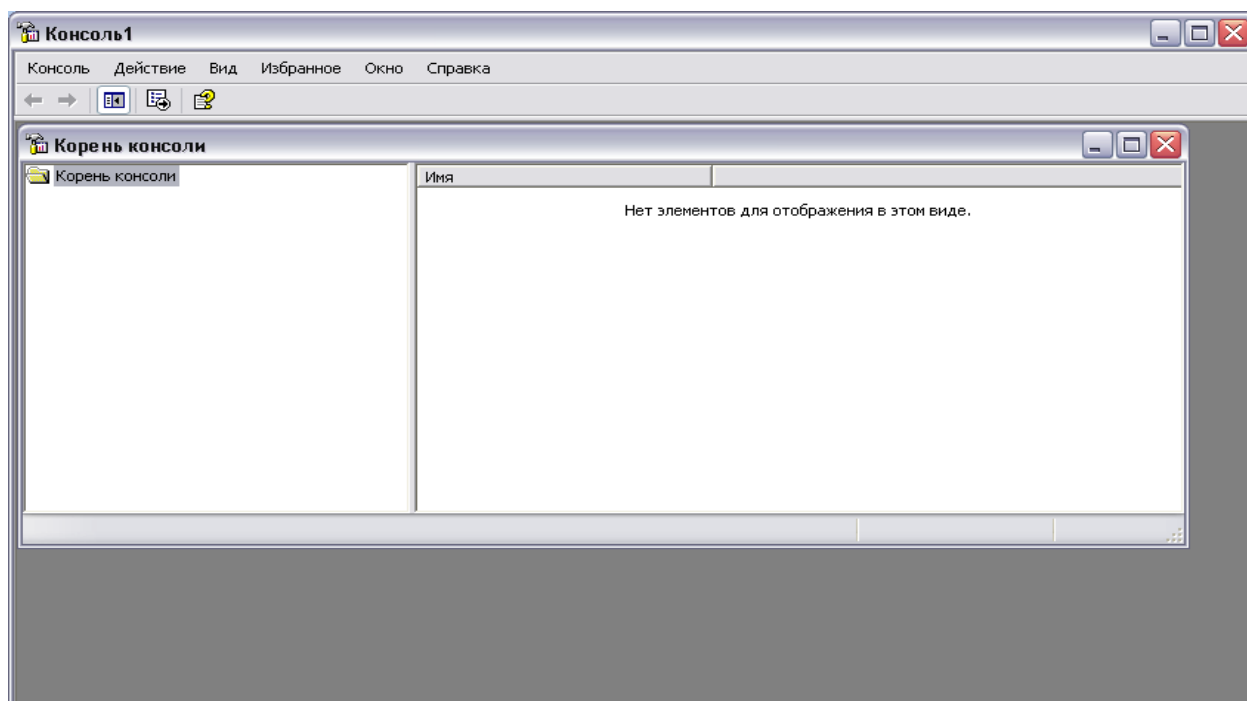 Консоль1
Консоль Действие Вид Избранное Окно Справка
Корень консоли
Корень консоли
Имя
Нет элементов для отображения в этом виде.